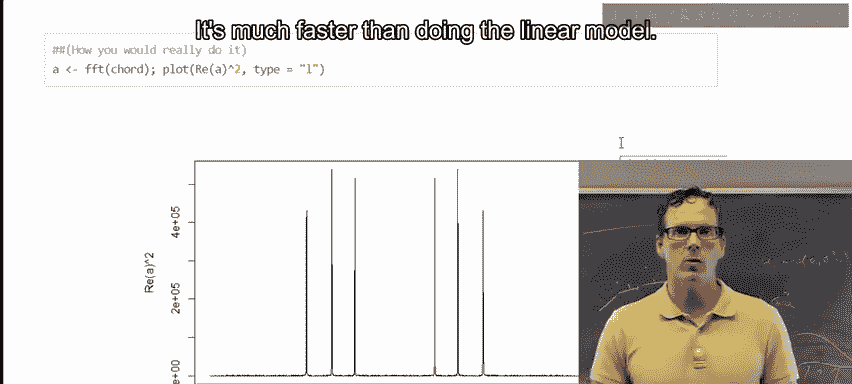 It's much faster than doing the linear model.
##(How you would really do it)
a <- fft(chord); plot(Re(a)^2, type = "l")
4e+05
Re(a)^2
2e+05
e+00